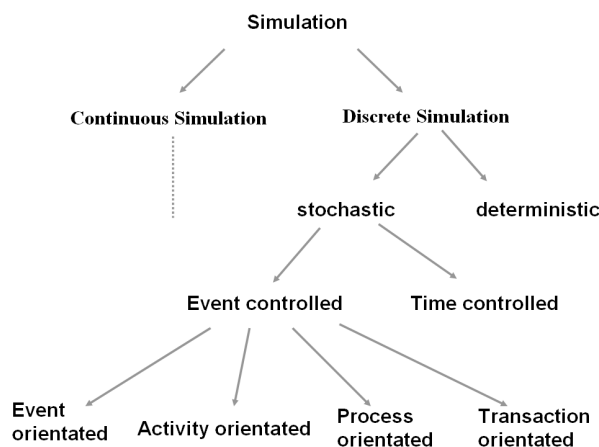 Simulation
Continuous Simulation
Discrete Simulation
stochastic
deterministic
Event controlled
Time controlled
Event
orientated
Activity orientated
Process
orientated
Transaction
orientated